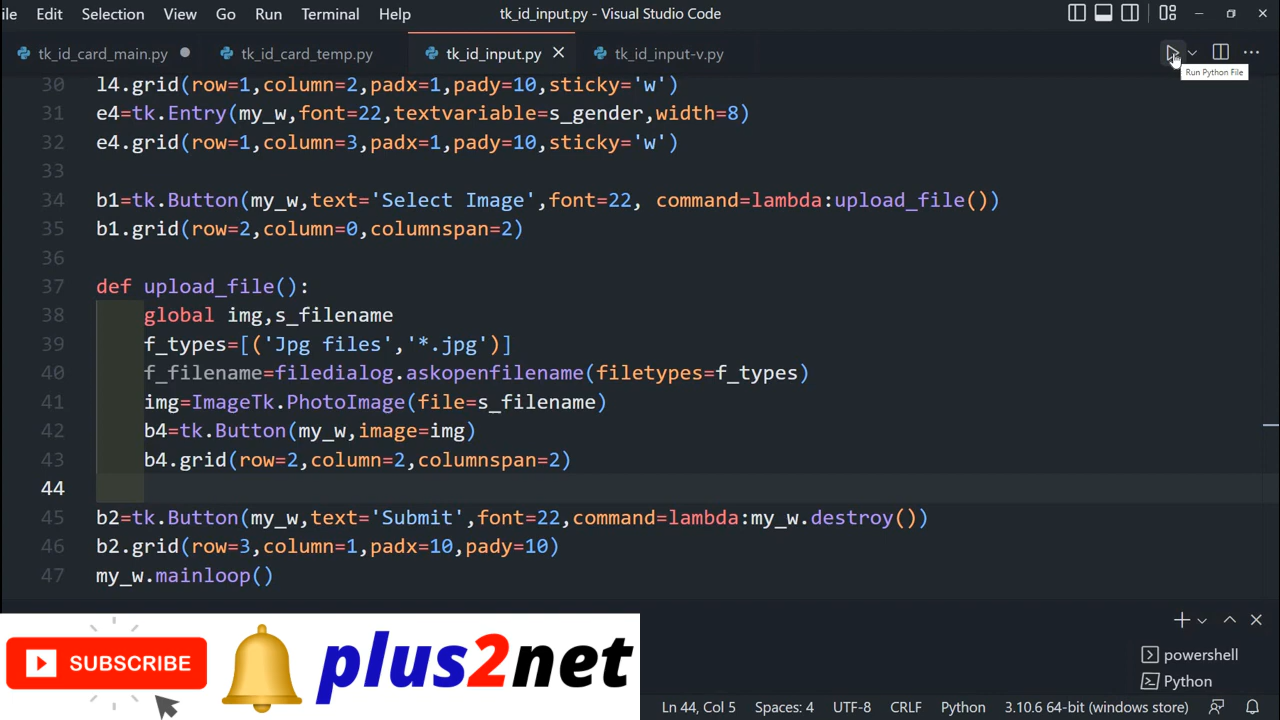 ile Edit Selection View Go Run Terminal Help tk_id_input.py - Visual Studio Code
tk_id_card_main.py tk_id_card_temp.py tk_id_input.py tk_id_input-v.py
Run Python File
30 l4.grid(row=1,column=2,padx=1,pady=10,sticky='w')
31 e4=tk.Entry(my_w,font=22,textvariable=s_gender,width=8)
32 e4.grid(row=1,column=3,padx=1,pady=10,sticky='w')
33
34 b1=tk.Button(my_w,text='Select Image',font=22, command=lambda:upload_file())
35 b1.grid(row=2,column=0,columnspan=2)
36
37 def upload_file():
38     global img,s_filename
39     f_types=[('Jpg files','*.jpg')]
40     f_filename=filedialog.askopenfilename(filetypes=f_types)
41     img=ImageTk.PhotoImage(file=s_filename)
42     b4=tk.Button(my_w,image=img)
43     b4.grid(row=2,column=2,columnspan=2)
44
45 b2=tk.Button(my_w,text='Submit',font=22,command=lambda:my_w.destroy())
46 b2.grid(row=3,column=1,padx=10,pady=10)
47 my_w.mainloop()
powershell
Python
SUBSCRIBE plus2net
Ln 44, Col 5 Spaces: 4 UTF-8 CRLF Python 3.10.6 64-bit (windows store)